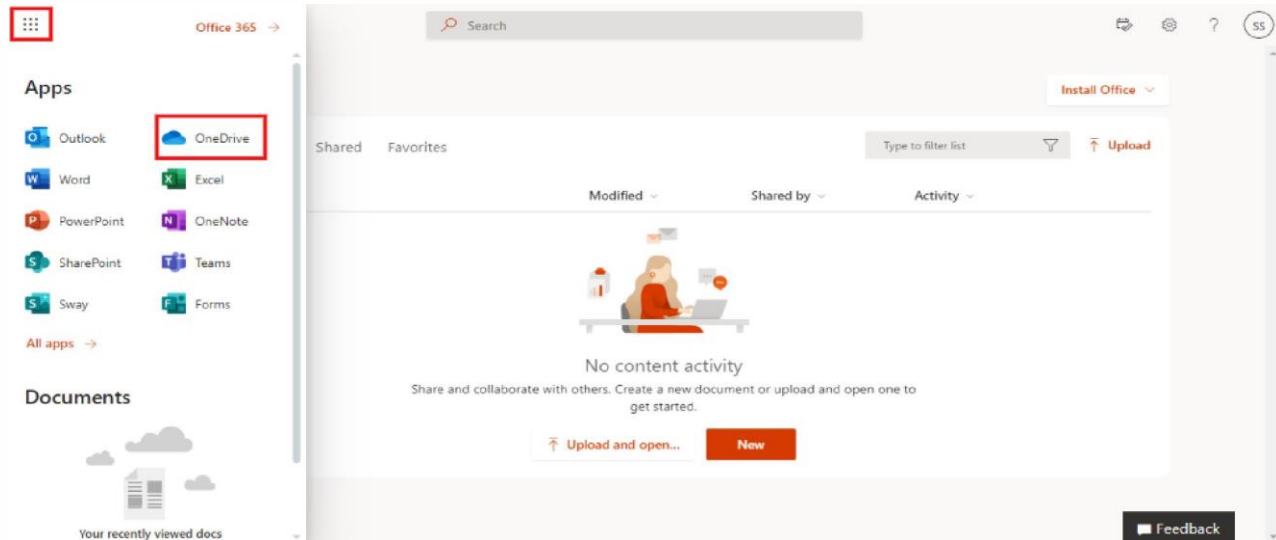 Office 365 →
Search
?
SS
Apps
Install Office
Outlook
OneDrive
Shared
Favorites
Type to filter list
Upload
Word
Excel
Modified
Shared by
Activity
PowerPoint
OneNote
SharePoint
Teams
Sway
Forms
All apps →
No content activity
Share and collaborate with others. Create a new document or upload and open one to
get started.
Documents
Upload and open...
New
Your recently viewed docs
Feedback